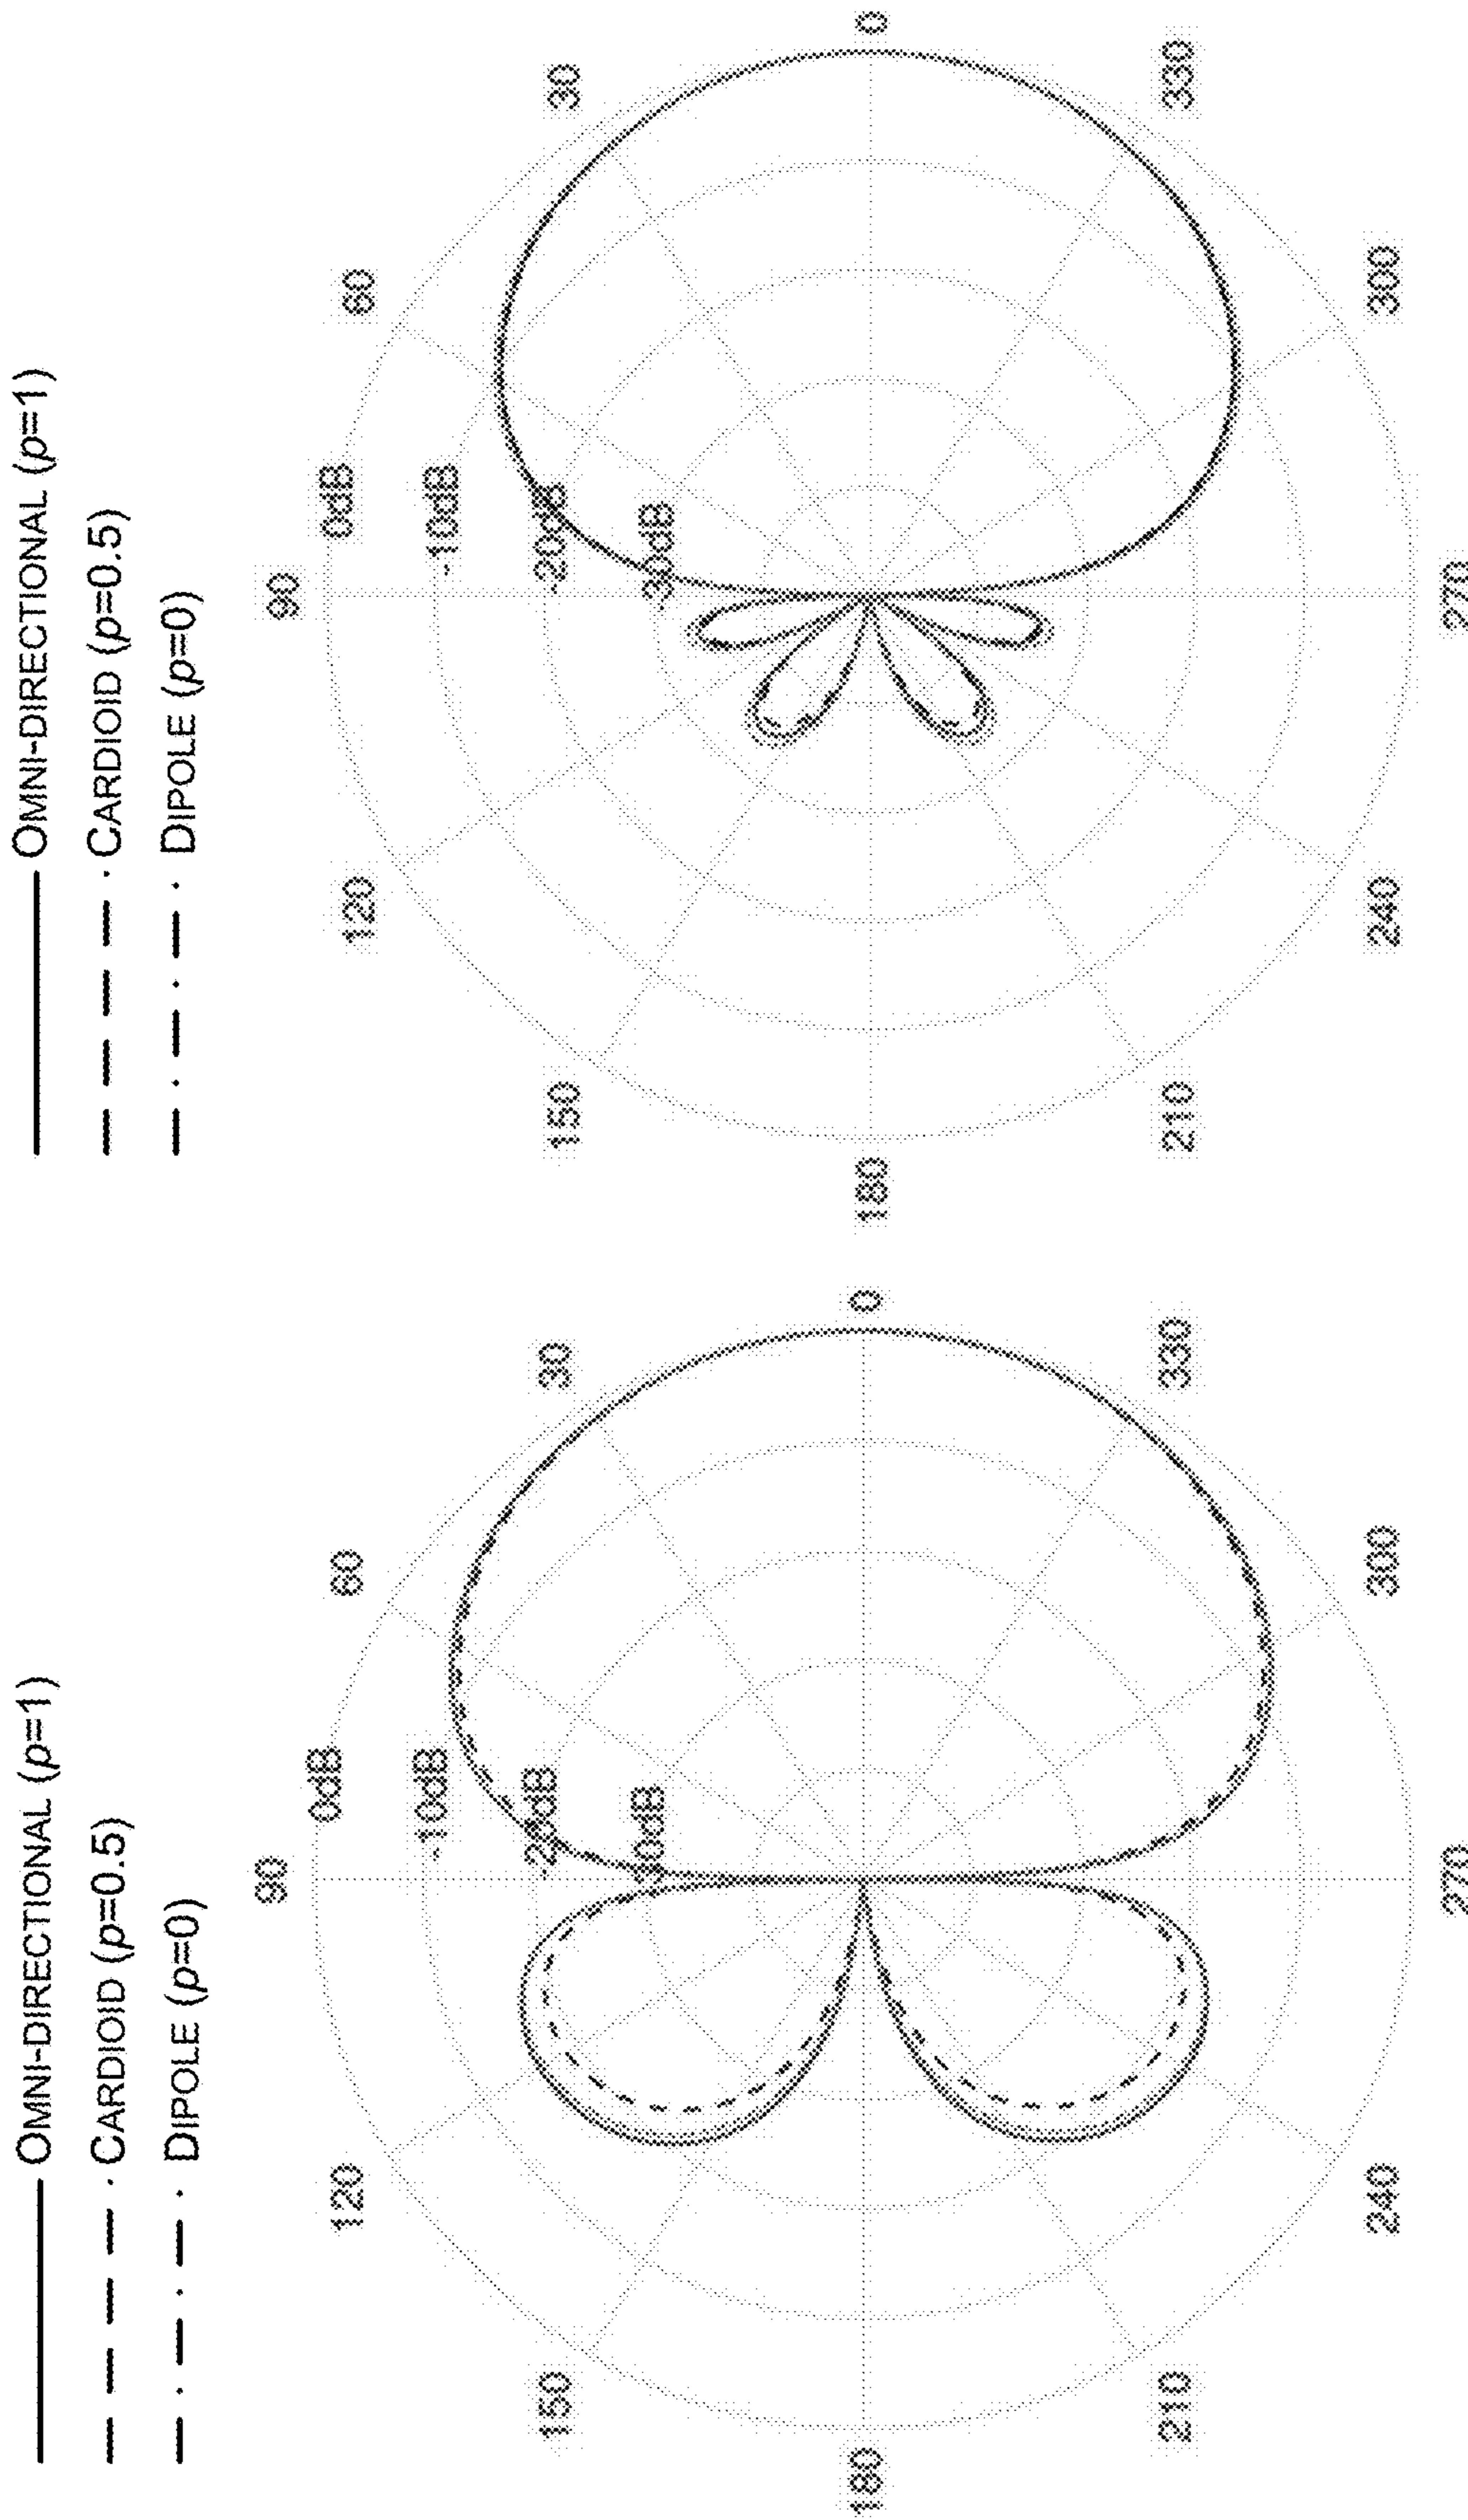 OMNI-DIRECTIONAL (p=1)
CARDIOID (p=0.5)
DIPOLE (p=0)
90
120
60
0dB
150
30
-10dB
-20dB
-30dB
180
0
210
330
240
300
270
OMNI-DIRECTIONAL (p=1)
CARDIOID (p=0.5)
DIPOLE (p=0)
90
120
60
0dB
150
30
-10dB
-20dB
-30dB
180
0
210
330
240
300
270